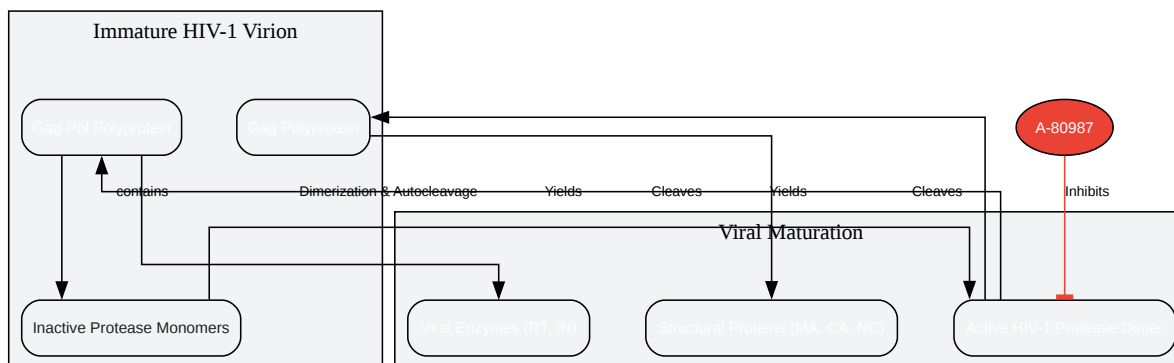 Immature HIV-1 Virion
Gag-Pol Polyprotein
Gag Polyprotein
A-80987
contains
Dimerization & Autocleavage
Yields
Cleaves
Yields
Cleaves
Inhibits
Viral Maturation
Inactive Protease Monomers
Viral Enzymes (RT, IN)
Structural Proteins (MA, CA, NC)
Active HIV-1 Protease Dimer